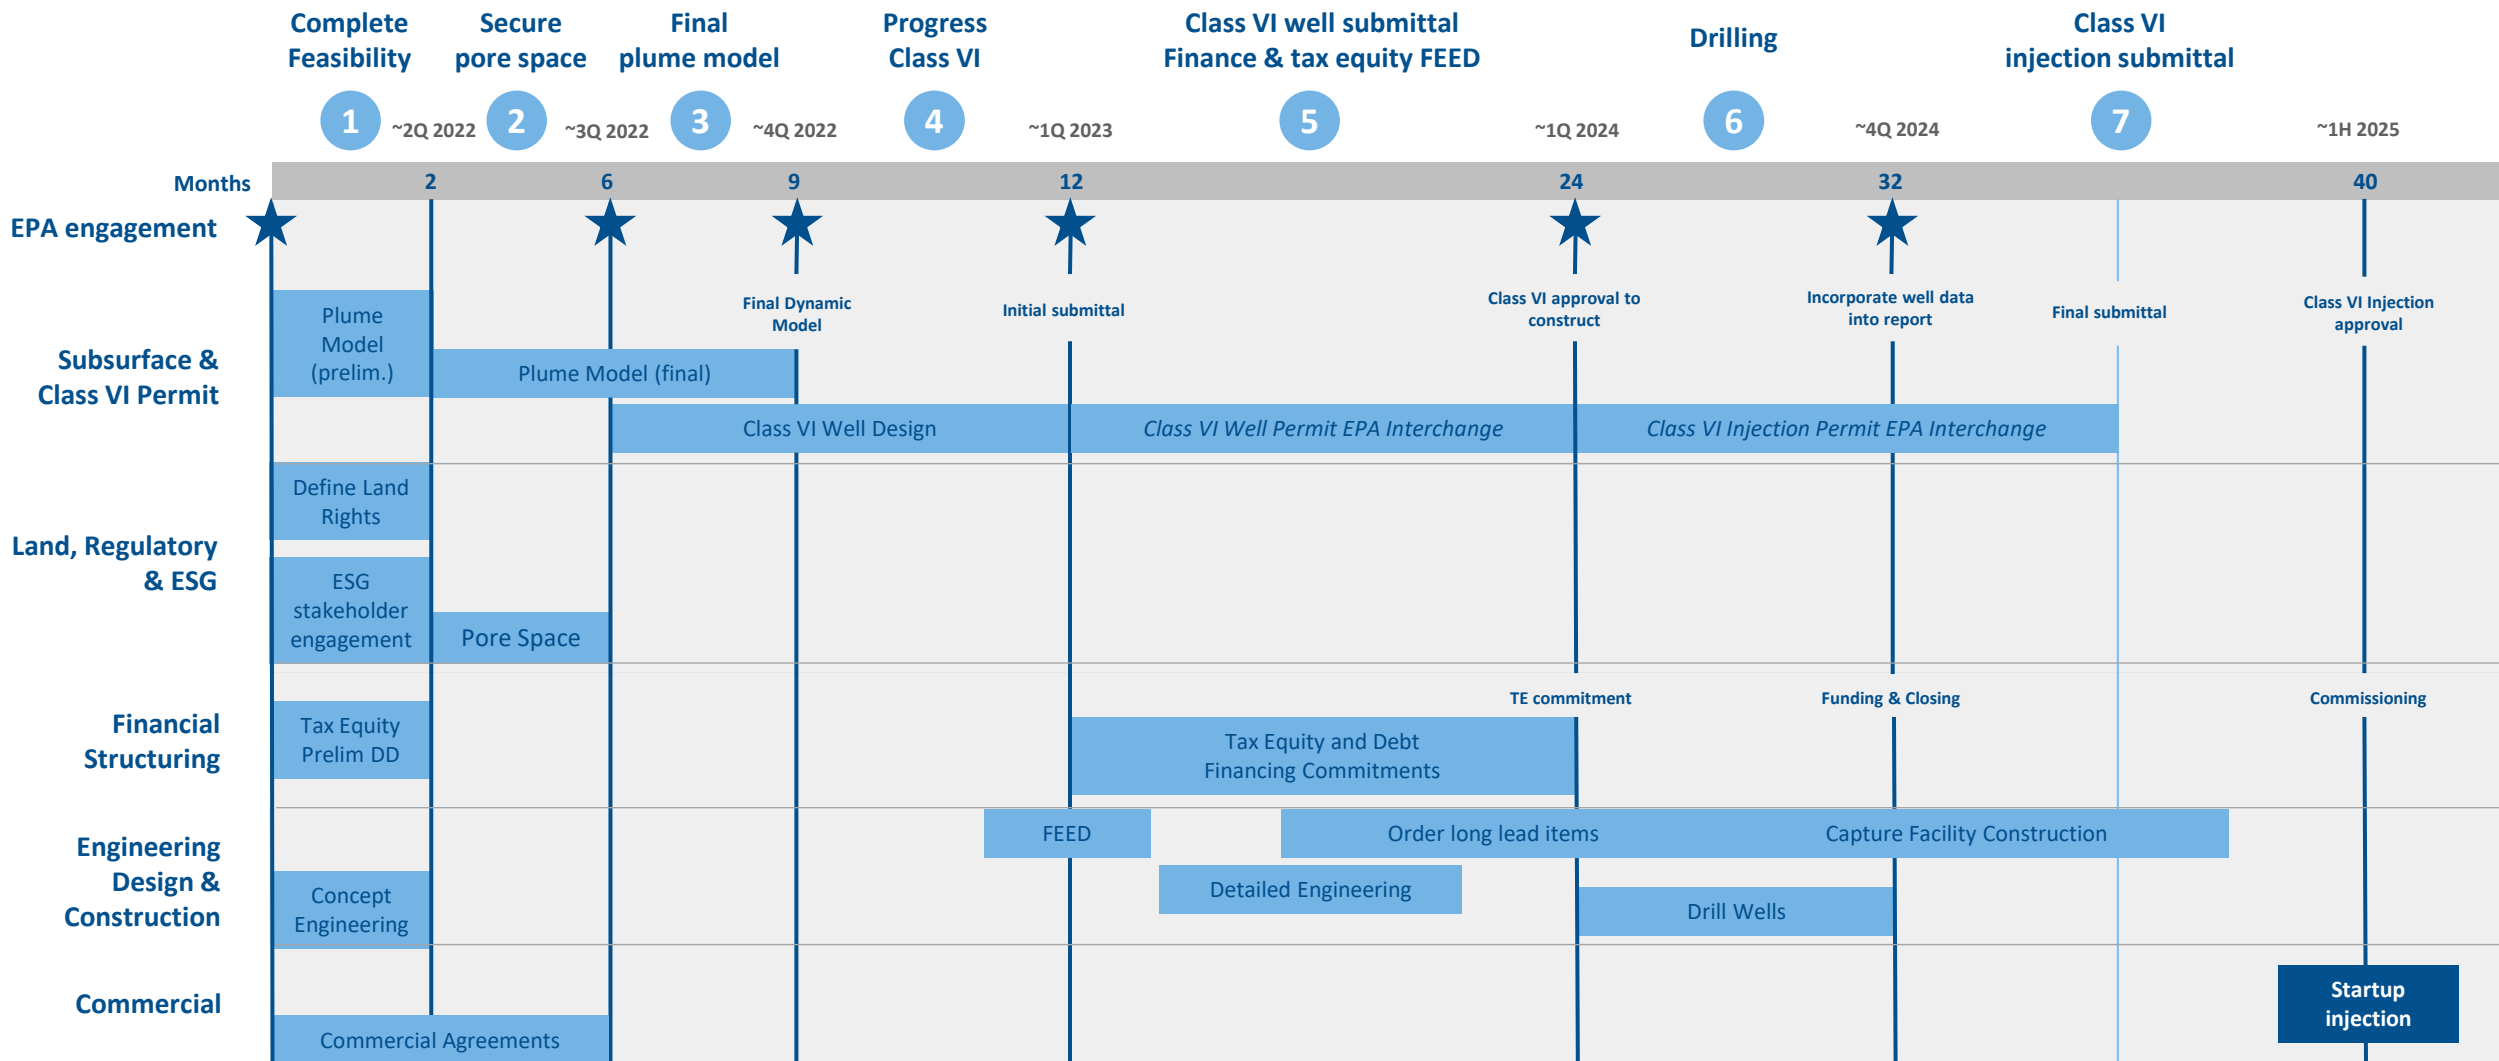 Complete
Feasibility
Secure
pore space
Final
plume model
Progress
Class VI
Class VI well submittal
Finance & tax equity FEED
Drilling
Class VI
injection submittal
1
~2Q 2022
2
~3Q 2022
3
~4Q 2022
4
~1Q 2023
5
~1Q 2024
6
~4Q 2024
7
~1H 2025
Months
2
6
9
12
24
32
40
EPA engagement
Final Dynamic
Model
Initial submittal
Class VI approval to
construct
Incorporate well data
into report
Final submittal
Class VI Injection
approval
Subsurface &
Class VI Permit
Plume
Model
(prelim.)
Plume Model (final)
Class VI Well Design
Class VI Well Permit EPA Interchange
Class VI Injection Permit EPA Interchange
Land, Regulatory
& ESG
Define Land
Rights
ESG
stakeholder
engagement
Pore Space
Financial
Structuring
Tax Equity
Prelim DD
Tax Equity and Debt
Financing Commitments
TE commitment
Funding & Closing
Commissioning
Engineering
Design &
Construction
Concept
Engineering
FEED
Detailed Engineering
Order long lead items
Capture Facility Construction
Drill Wells
Commercial
Commercial Agreements
Startup
injection